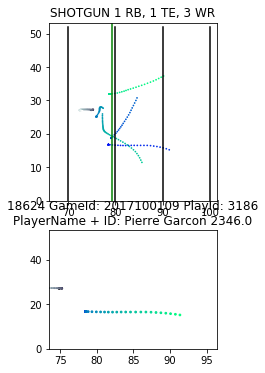 SHOTGUN 1 RB, 1 TE, 3 WR
50
40
30
20
10
0
70 80 90 100
18624 GameId: 2017100109 PlayId: 3186
PlayerName + ID: Pierre Garcon 2346.0
40
20
0
75 80 85 90 95